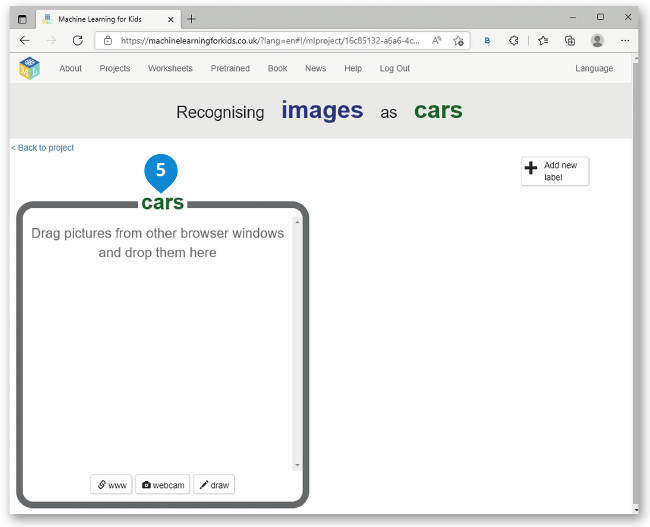 Machine Learning for Kids
https://machinelearningforkids.co.uk/?lang=en#!/mlproject/16c85132-a6a6-4c...
About Projects Worksheets Pretrained Book News Help Log Out Language
Recognising images as cars
< Back to project
Add new
label
5
cars
Drag pictures from other browser windows
and drop them here
www webcam draw